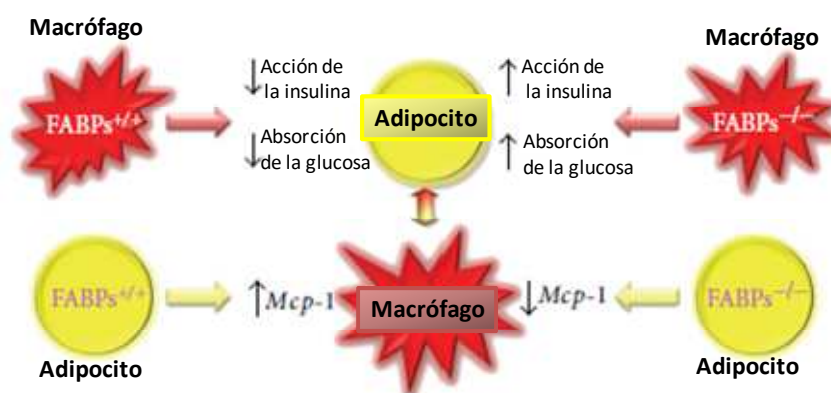 Macrófago
FABPs+/+
↓ Acción de
la insulina
↓ Absorción
de la glucosa
Adipocito
↑ Acción de
la insulina
↑ Absorción
de la glucosa
Macrófago
FABPs−/−
FABPs+/+
Adipocito
↑Mcp-1
Macrófago
↓Mcp-1
FABPs−/−
Adipocito